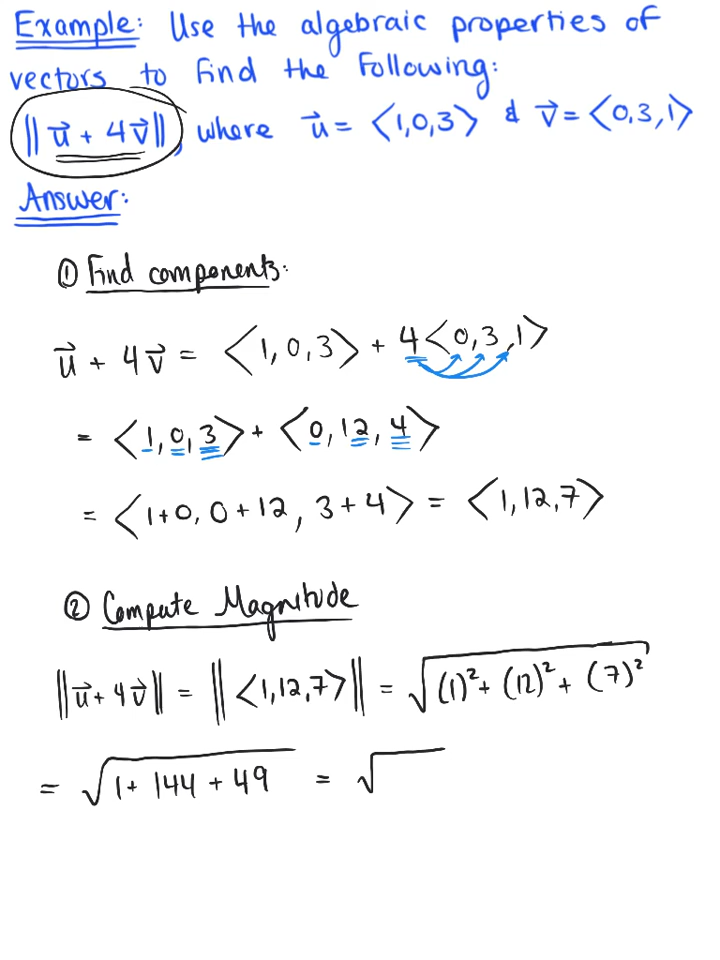 Example: Use the algebraic properties of
vectors to find the following:
‖u⃗ + 4v⃗‖, where u⃗ = ⟨1,0,3⟩ & v⃗ = ⟨0,3,1⟩
Answer:
① Find components:
u⃗ + 4v⃗ = ⟨1,0,3⟩ + 4⟨0,3,1⟩
= ⟨1,0,3⟩ + ⟨0,12,4⟩
= ⟨1+0, 0+12, 3+4⟩ = ⟨1,12,7⟩
② Compute Magnitude
‖u⃗ + 4v⃗‖ = ‖⟨1,12,7⟩‖ = √((1)² + (12)² + (7)²)
= √(1 + 144 + 49) = √